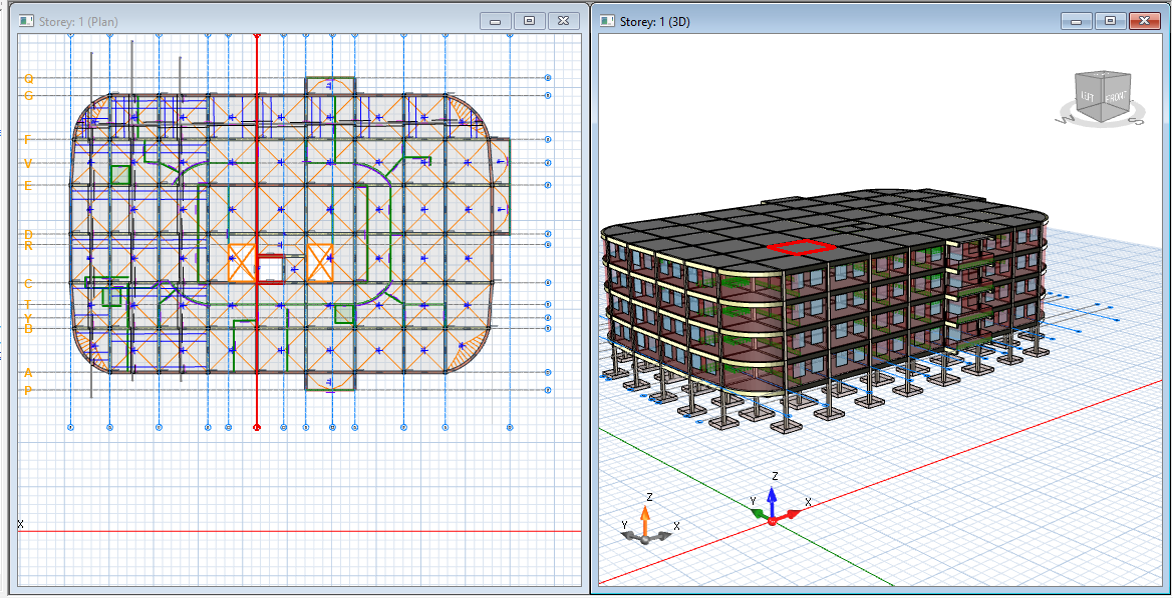 Storey: 1 (Plan)
Storey: 1 (3D)
Q
G
F
V
E
D
R
C
T
Y
B
A
P
X
LEFT
FRONT
W
S
Z
Y
X
Z
Y
X